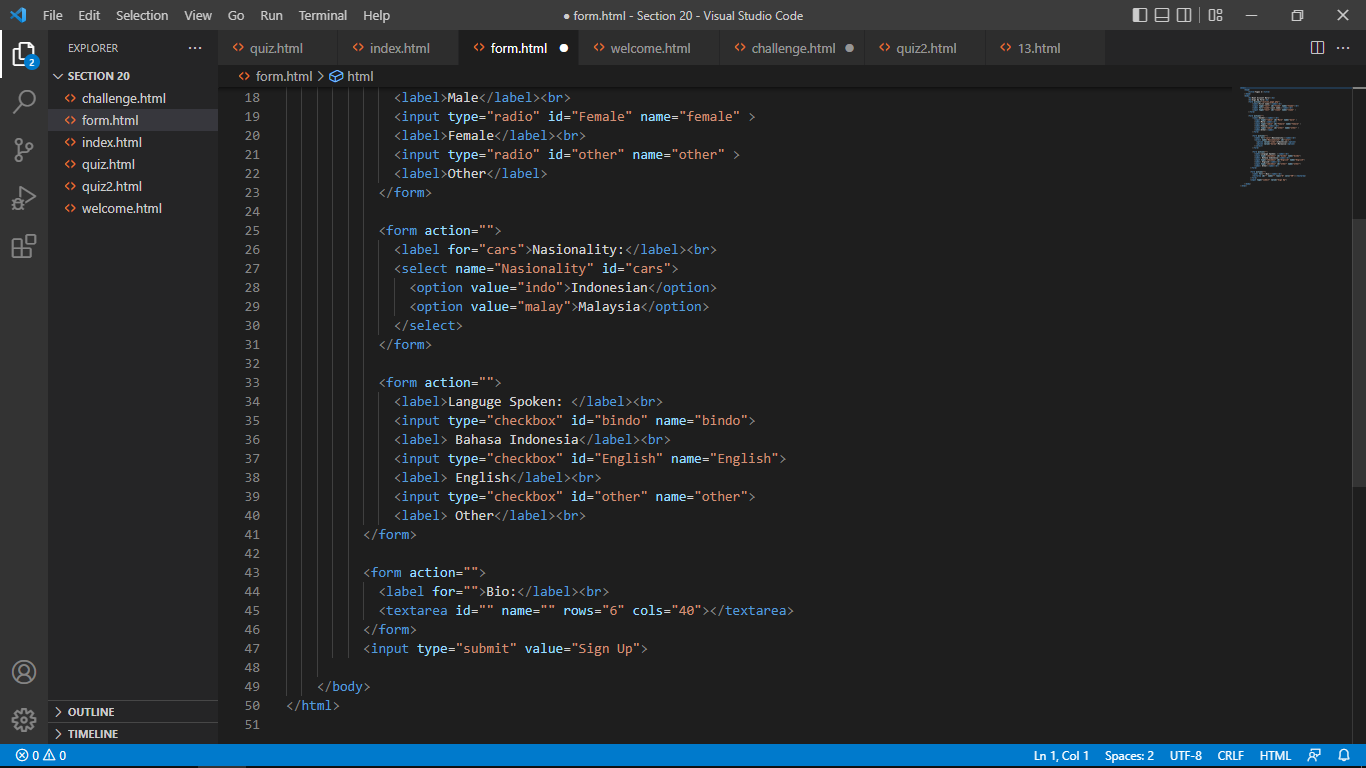 File Edit Selection View Go Run Terminal Help ● form.html - Section 20 - Visual Studio Code
EXPLORER ···
quiz.html index.html form.html ● welcome.html challenge.html ● quiz2.html 13.html
2
SECTION 20
challenge.html
form.html
index.html
quiz.html
quiz2.html
welcome.html
form.html > html
18 <label>Male</label><br>
19 <input type="radio" id="Female" name="female" >
20 <label>Female</label><br>
21 <input type="radio" id="other" name="other" >
22 <label>Other</label>
23 </form>
24
25 <form action="">
26 <label for="cars">Nasionality:</label><br>
27 <select name="Nasionality" id="cars">
28 <option value="indo">Indonesian</option>
29 <option value="malay">Malaysia</option>
30 </select>
31 </form>
32
33 <form action="">
34 <label>Languge Spoken: </label><br>
35 <input type="checkbox" id="bindo" name="bindo">
36 <label> Bahasa Indonesia</label><br>
37 <input type="checkbox" id="English" name="English">
38 <label> English</label><br>
39 <input type="checkbox" id="other" name="other">
40 <label> Other</label><br>
41 </form>
42
43 <form action="">
44 <label for="">Bio:</label><br>
45 <textarea id="" name="" rows="6" cols="40"></textarea>
46 </form>
47 <input type="submit" value="Sign Up">
48
49 </body>
50 </html>
51
OUTLINE
TIMELINE
0 0 Ln 1, Col 1 Spaces: 2 UTF-8 CRLF HTML